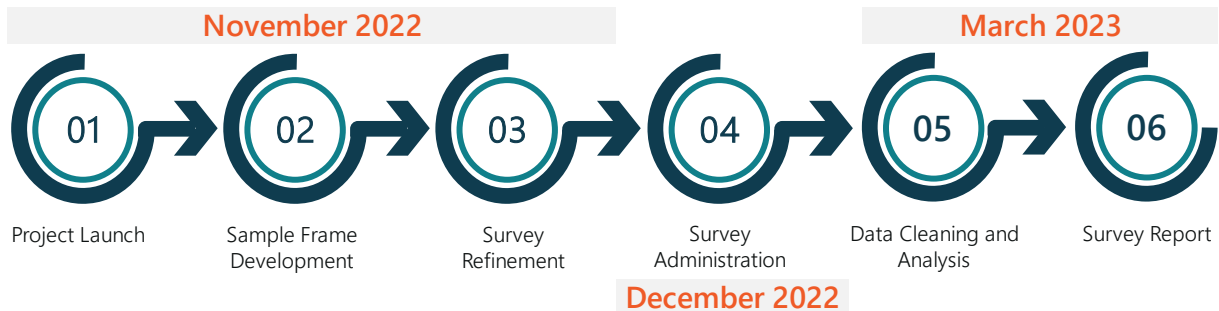 November 2022
March 2023
01
02
03
04
05
06
Project Launch
Sample Frame
Development
Survey
Refinement
Survey
Administration
Data Cleaning and
Analysis
Survey Report
December 2022